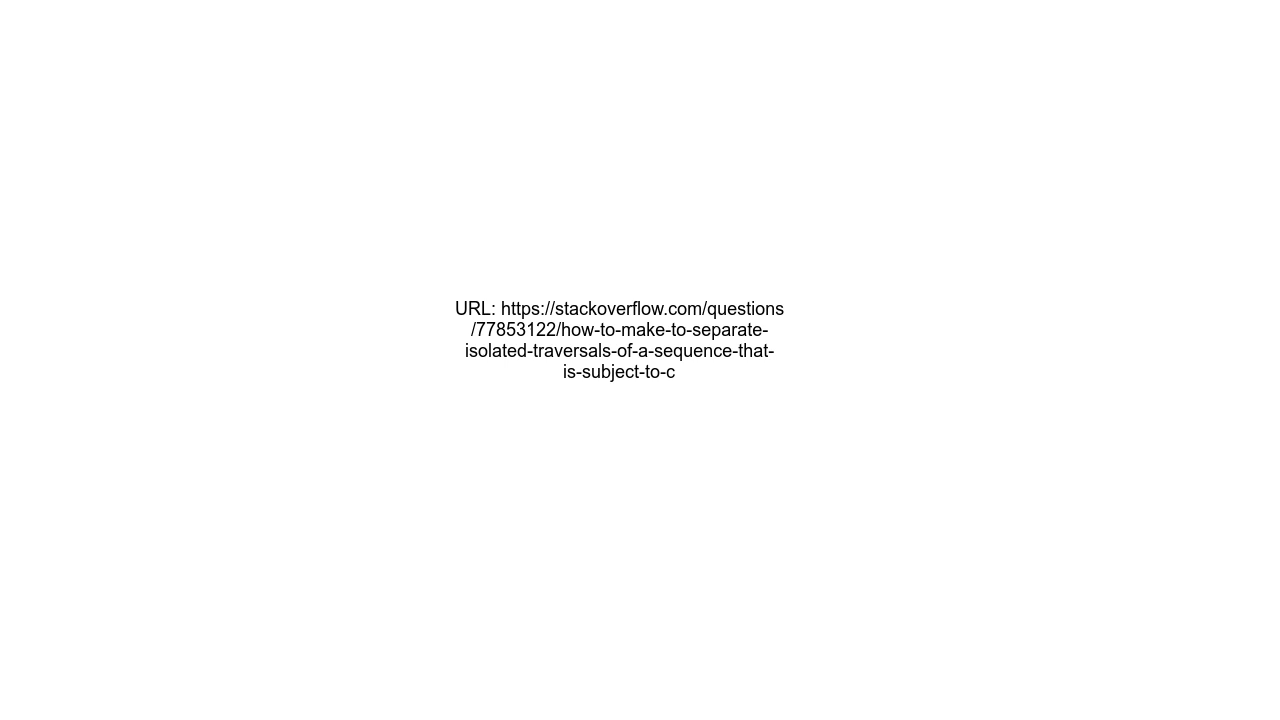 URL: https://stackoverflow.com/questions
/77853122/how-to-make-to-separate-
isolated-traversals-of-a-sequence-that-
is-subject-to-c